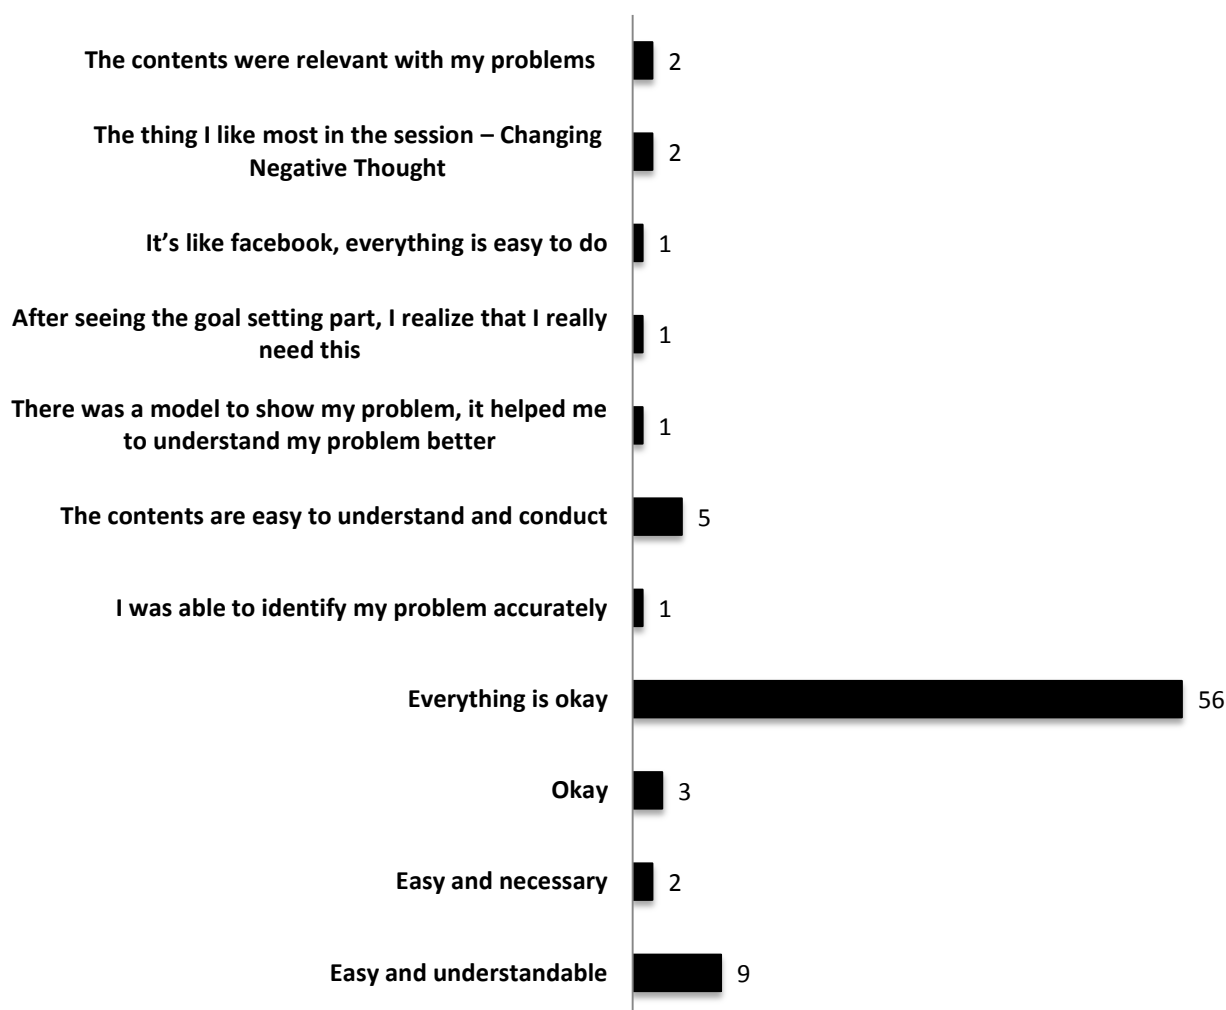 The contents were relevant with my problems
2
The thing I like most in the session – Changing
Negative Thought
2
It's like facebook, everything is easy to do
1
After seeing the goal setting part, I realize that I really
need this
1
There was a model to show my problem, it helped me
to understand my problem better
1
The contents are easy to understand and conduct
5
I was able to identify my problem accurately
1
Everything is okay
56
Okay
3
Easy and necessary
2
Easy and understandable
9